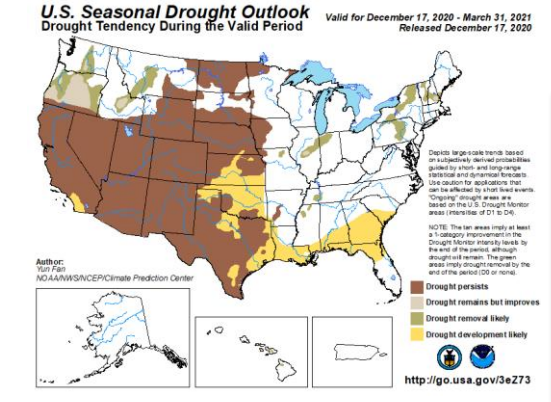 U.S. Seasonal Drought Outlook
Drought Tendency During the Valid Period
Valid for December 17, 2020 - March 31, 2021
Released December 17, 2020
Depicts large-scale trends based
on subjectively derived probabilities
guided by short- and long-range
statistical and dynamical forecasts.
Use caution for applications that
can be affected by short lived events.
"Ongoing" drought areas are
based on the U.S. Drought Monitor
areas (intensities of D1 to D4).
NOTE: The tan areas imply at least
a 1-category improvement in the
Drought Monitor intensity levels by
the end of the period, although
drought will remain. The green
areas imply drought removal by the
end of the period (D0 or none).
Author:
Yun Fan
NOAA/NWS/NCEP/Climate Prediction Center
Drought persists
Drought remains but improves
Drought removal likely
Drought development likely
http://go.usa.gov/3eZ73